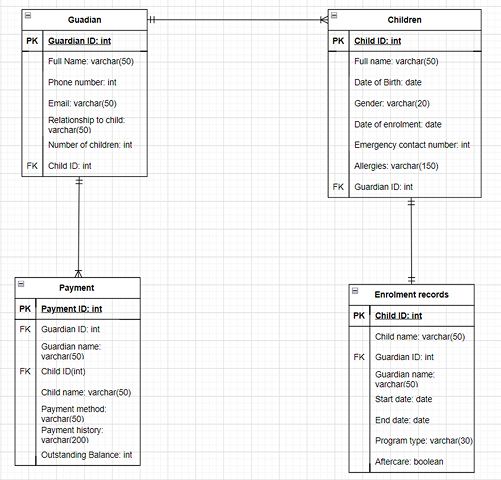 Guadian
PK Guardian ID: int
Full Name: varchar(50)
Phone number: int
Email: varchar(50)
Relationship to child:
varchar(50)
Number of children: int
FK Child ID: int
Children
PK Child ID: int
Full name: varchar(50)
Date of Birth: date
Gender: varchar(20)
Date of enrolment: date
Emergency contact number: int
Allergies: varchar(150)
FK Guardian ID: int
Payment
PK Payment ID: int
FK Guardian ID: int
Guardian name:
varchar(50)
FK Child ID(int)
Child name: varchar(50)
Payment method:
varchar(50)
Payment history:
varchar(200)
Outstanding Balance: int
Enrolment records
PK Child ID: int
Child name: varchar(50)
FK Guardian ID: int
Guardian name:
varchar(50)
Start date: date
End date: date
Program type: varchar(30)
Aftercare: boolean